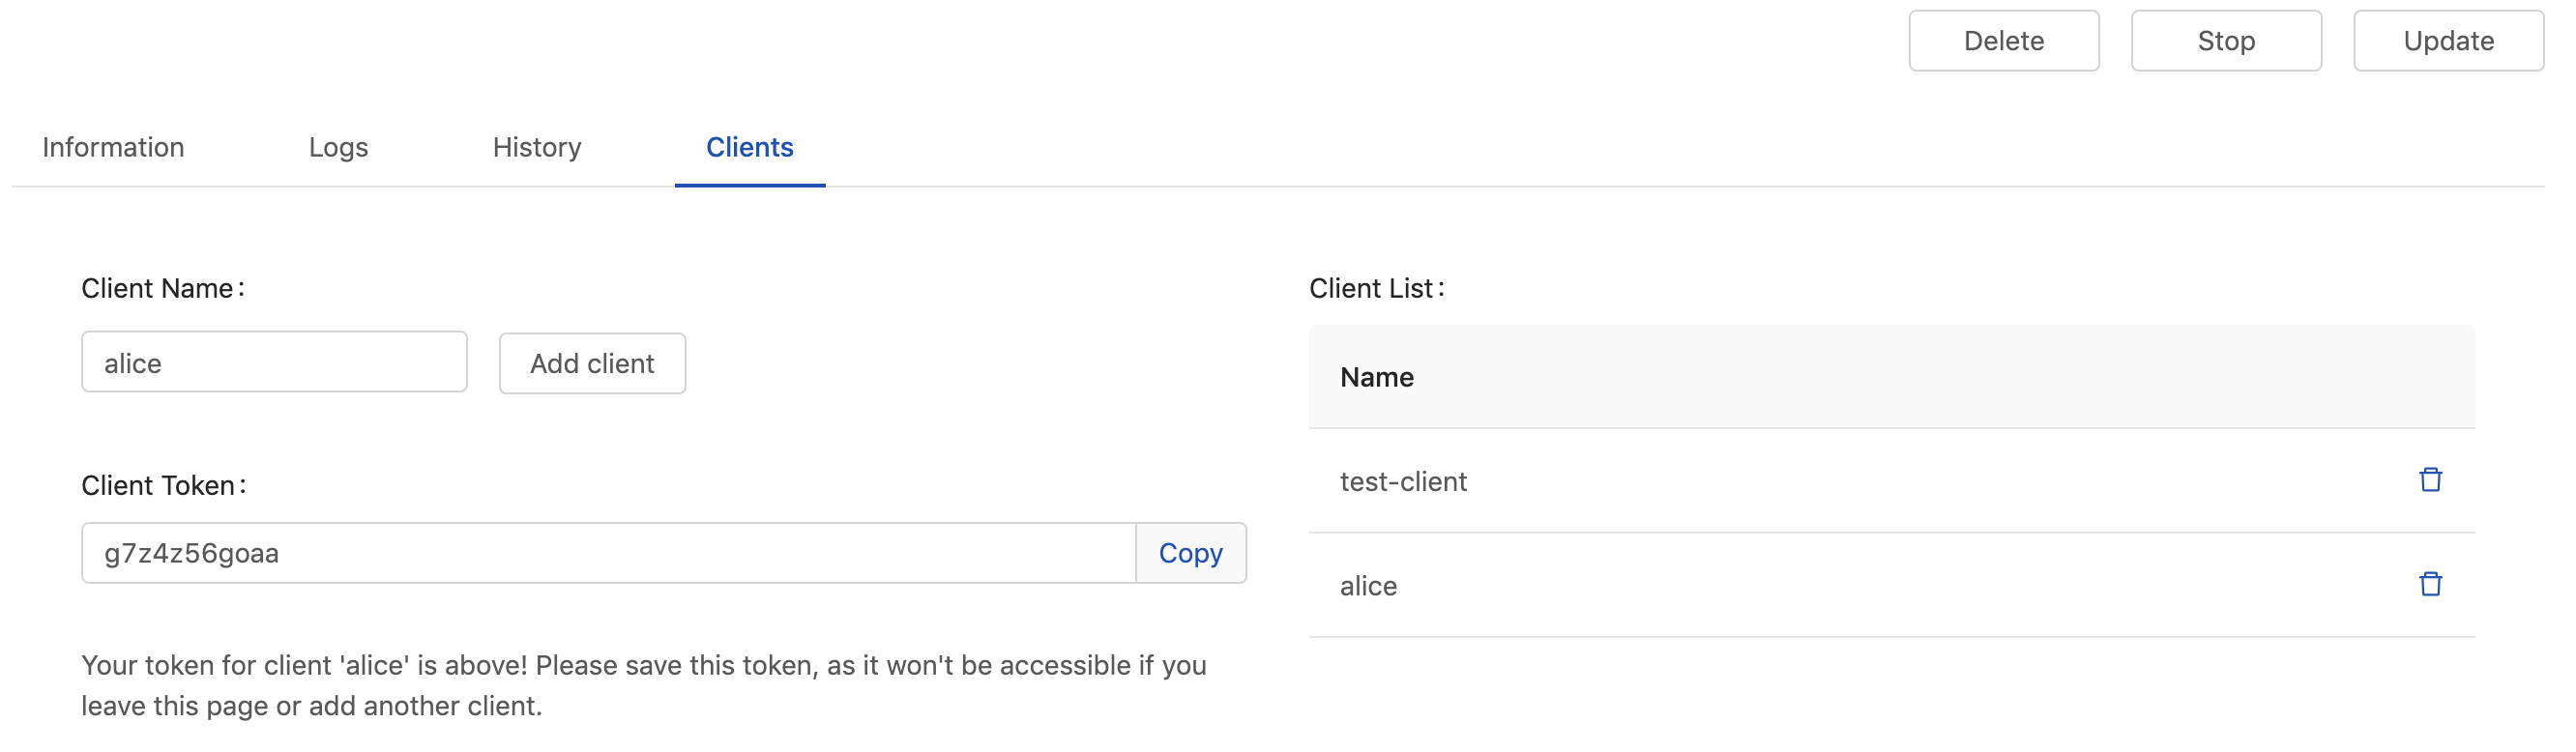 Delete Stop Update
Information Logs History Clients
Client Name:
alice Add client
Client Token:
g7z4z56goaa Copy
Your token for client 'alice' is above! Please save this token, as it won't be accessible if you
leave this page or add another client.
Client List:
Name
test-client
alice